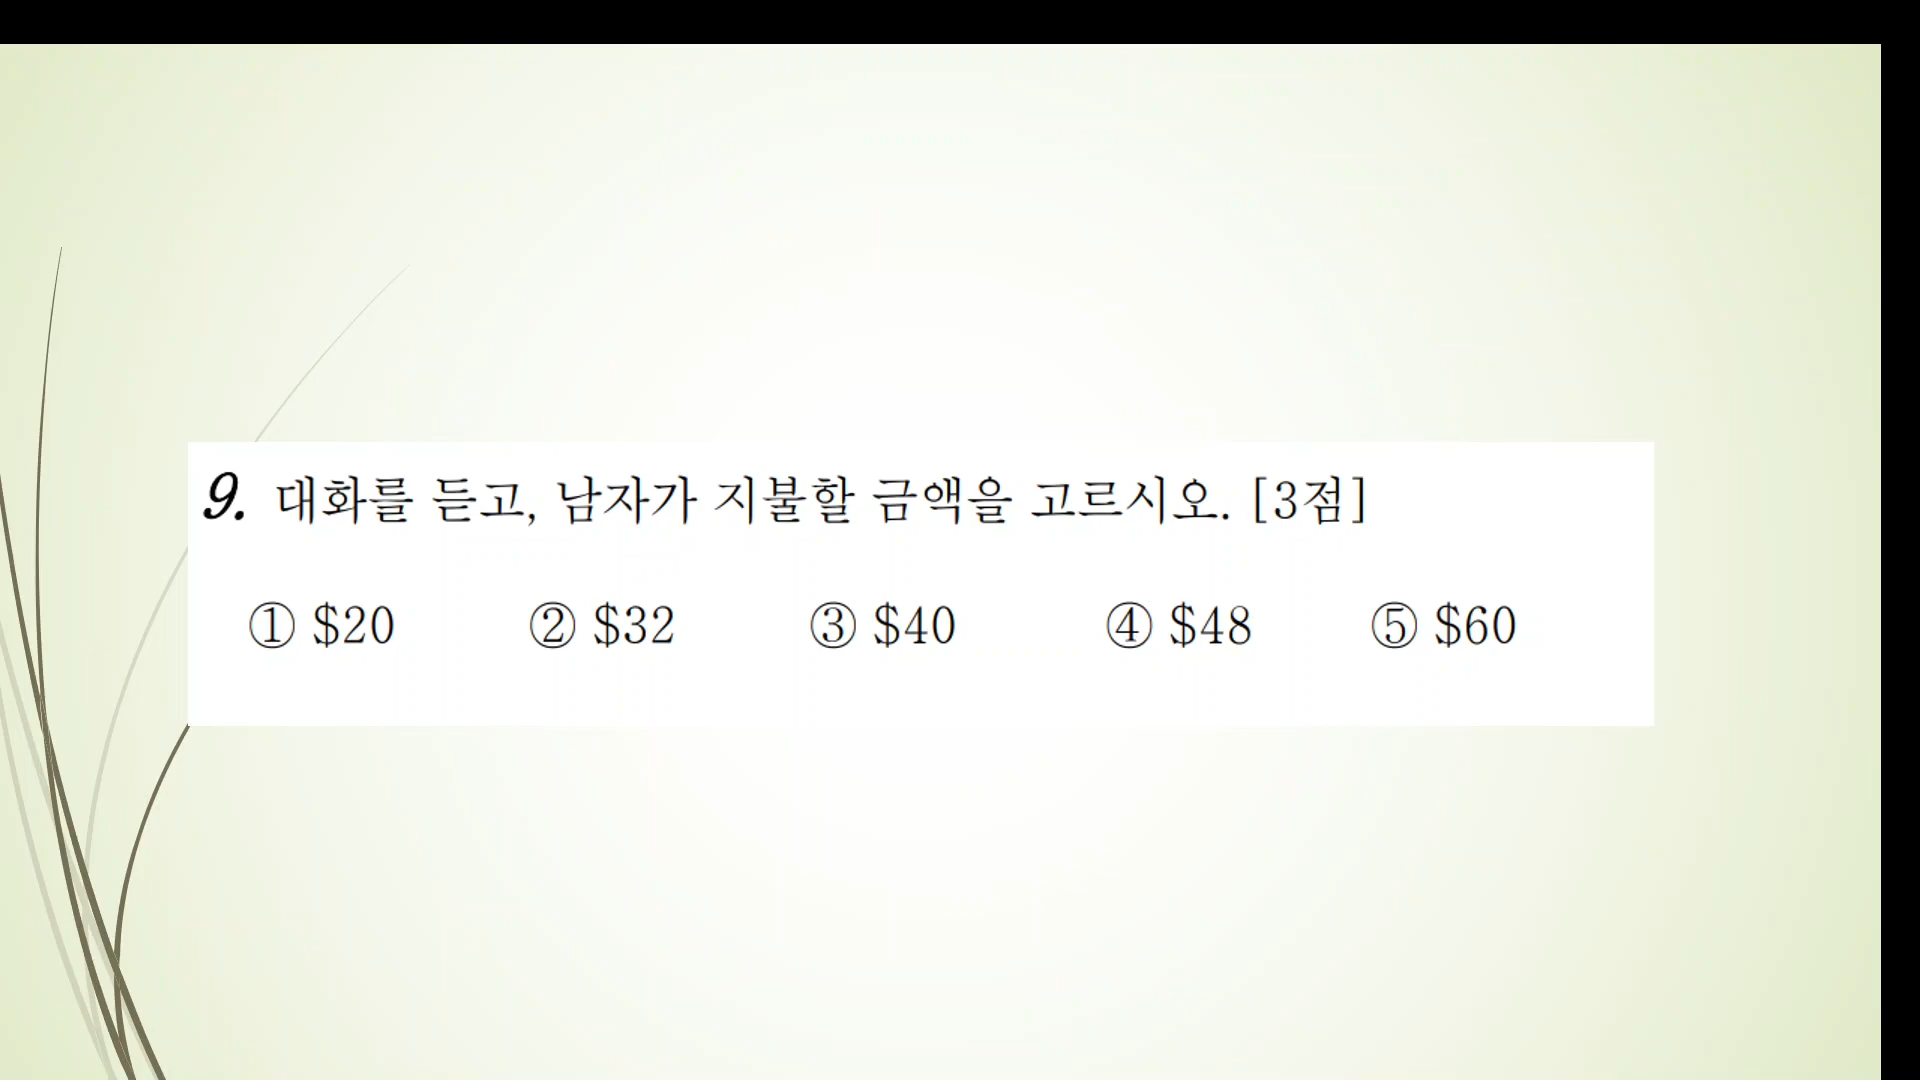 9. 대화를 듣고, 남자가 지불할 금액을 고르시오. [3점]
① $20 ② $32 ③ $40 ④ $48 ⑤ $60